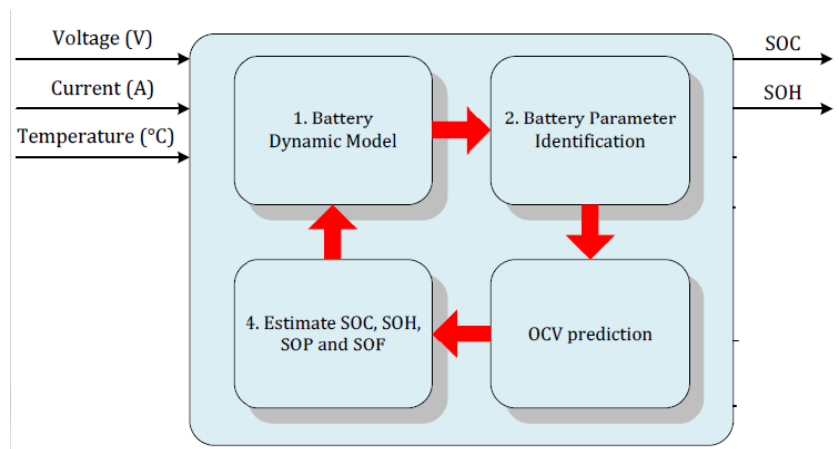 Voltage (V)
Current (A)
Temperature (°C)
1. Battery
Dynamic Model
2. Battery Parameter
Identification
4. Estimate SOC, SOH,
SOP and SOF
OCV prediction
SOC
SOH